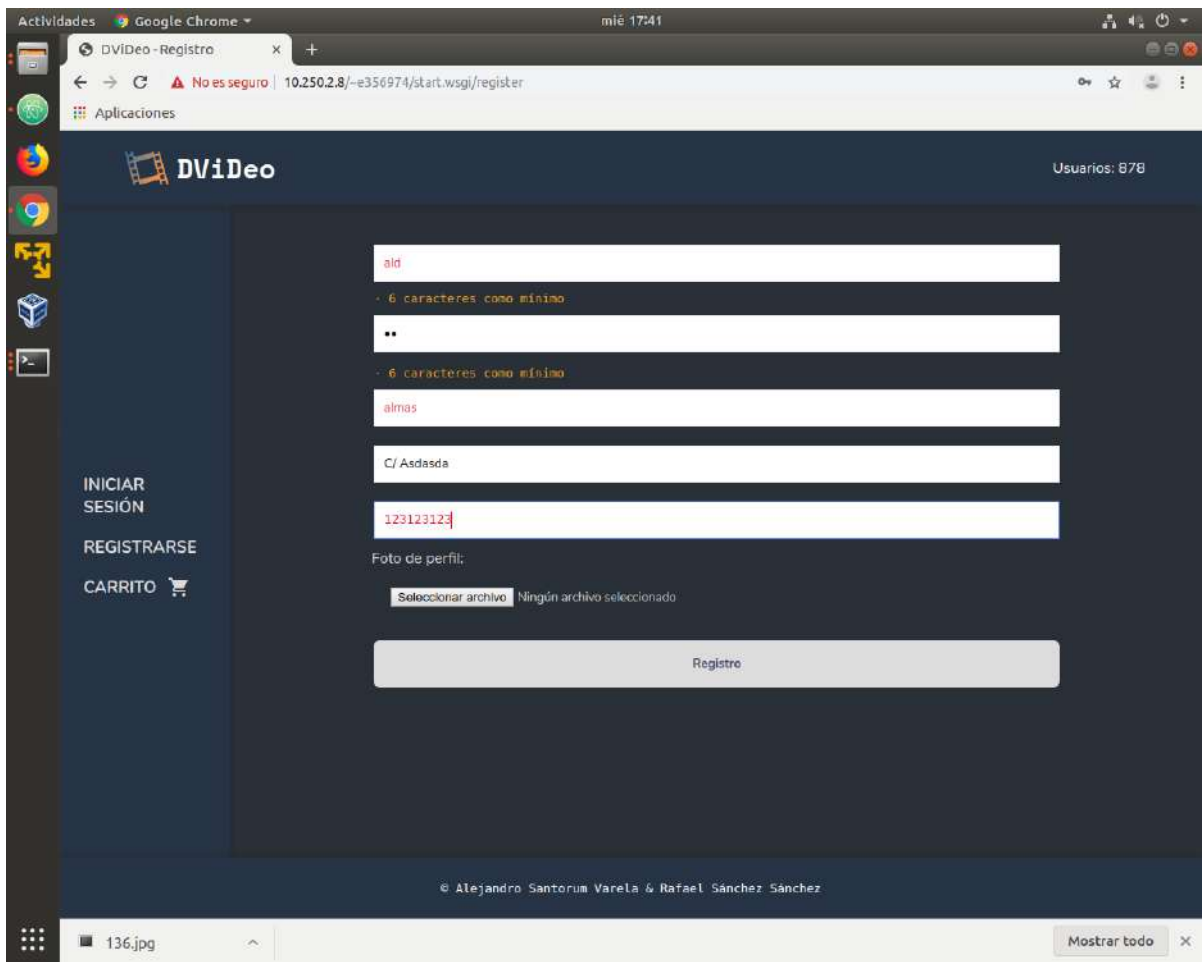 Actividades Google Chrome mié 17:41
DViDeo - Registro
No es seguro 10.250.2.8/~e356974/start.wsgi/register
Aplicaciones
DViDeo Usuarios: 878
ald
· 6 caracteres como mínimo
••
· 6 caracteres como mínimo
almas
C/ Asdasda
123123123
INICIAR
SESIÓN
REGISTRARSE
CARRITO
Foto de perfil:
Seleccionar archivo Ningún archivo seleccionado
Registro
© Alejandro Santorum Varela & Rafael Sánchez Sánchez
136.jpg Mostrar todo